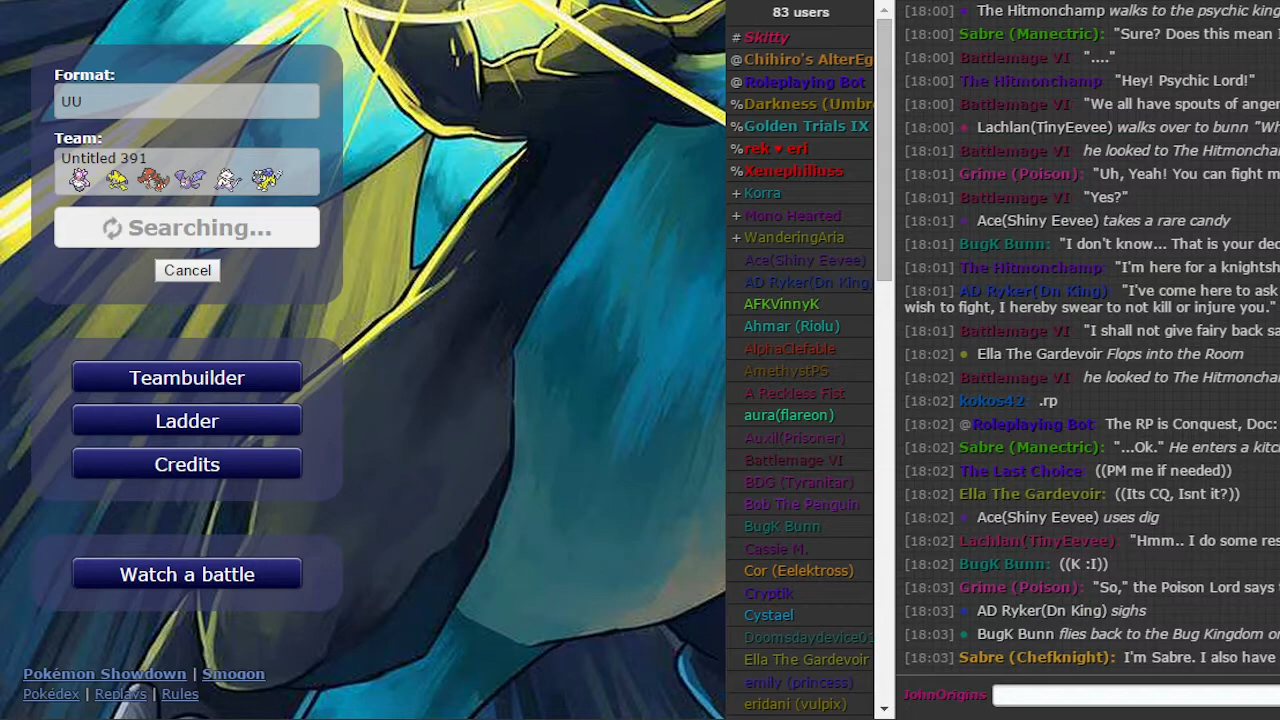 Format:
UU
Team:
Untitled 391
Searching...
Cancel
Teambuilder
Ladder
Credits
Watch a battle
Pokémon Showdown | Smogon
Pokédex | Replays | Rules
83 users
# Skitty
@Chihiro's AlterEg
@Roleplaying Bot
%Darkness (Umbre
%Golden Trials IX
%rek ♥ eri
%Xenephiliuss
+Korra
+Mono Hearted
+WanderingAria
Ace(Shiny Eevee)
AD Ryker(Dn King)
AFKVinnyK
Ahmar (Riolu)
AlphaClefable
AmethystPS
A Reckless Fist
aura(flareon)
Auxil(Prisoner)
Battlemage VI
BDG (Tyranitar)
Bob The Penguin
BugK Bunn
Cassie M.
Cor (Eelektross)
Cryptik
Cystael
Doomsdaydevice01
Ella The Gardevoir
emily (princess)
eridani (vulpix)
[18:00] • The Hitmonchamp walks to the psychic king
[18:00] Sabre (Manectric): "Sure? Does this mean I
[18:00] Battlemage VI: "...."
[18:00] The Hitmonchamp: "Hey! Psychic Lord!"
[18:00] Battlemage VI: "We all have spouts of anger
[18:00] • Lachlan(TinyEevee) walks over to bunn "Wh
[18:01] Battlemage VI: he looked to The Hitmonchar
[18:01] Grime (Poison): "Uh, Yeah! You can fight m
[18:01] Battlemage VI: "Yes?"
[18:01] • Ace(Shiny Eevee) takes a rare candy
[18:01] BugK Bunn: "I don't know... That is your dec
[18:01] The Hitmonchamp: "I'm here for a knightsh
[18:01] AD Ryker(Dn King): "I've come here to ask
wish to fight, I hereby swear to not kill or injure you."
[18:01] Battlemage VI: "I shall not give fairy back sa
[18:02] • Ella The Gardevoir Flops into the Room
[18:02] Battlemage VI: he looked to The Hitmonchar
[18:02] kokos42: .rp
[18:02] @Roleplaying Bot: The RP is Conquest, Doc:
[18:02] Sabre (Manectric): "...Ok." He enters a kitch
[18:02] The Last Choice: ((PM me if needed))
[18:02] Ella The Gardevoir: ((Its CQ, Isnt it?))
[18:02] • Ace(Shiny Eevee) uses dig
[18:02] Lachlan(TinyEevee): "Hmm.. I do some res
[18:02] BugK Bunn: ((K :I))
[18:03] Grime (Poison): "So," the Poison Lord says
[18:03] • AD Ryker(Dn King) sighs
[18:03] • BugK Bunn flies back to the Bug Kingdom o
[18:03] Sabre (Chefknight): I'm Sabre. I also have
JohnOrigins